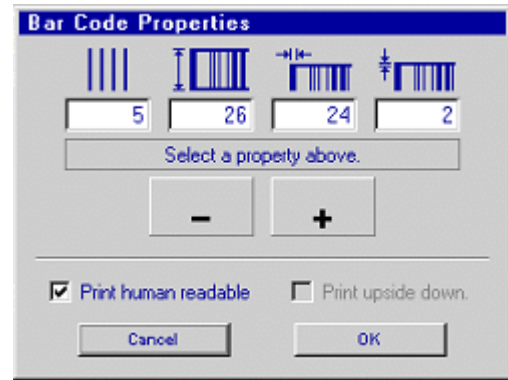 Bar Code Properties
5 26 24 2
Select a property above.
- +
Print human readable Print upside down.
Cancel OK